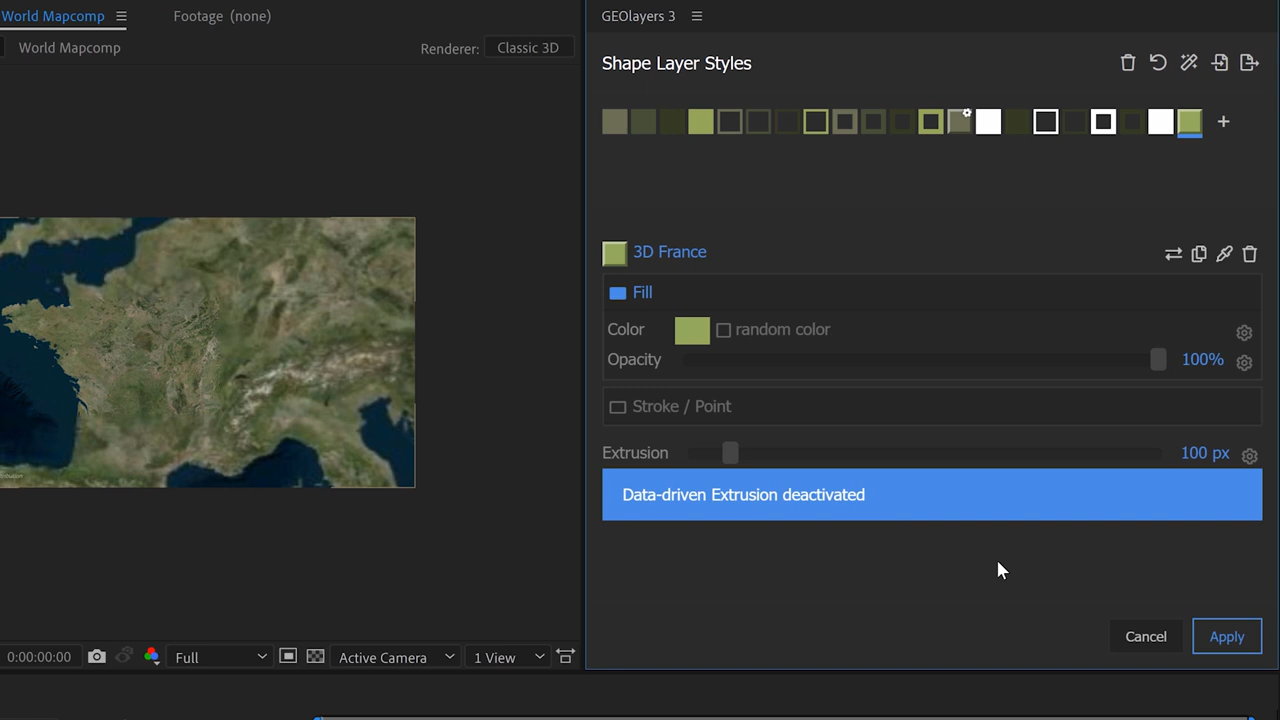 World Mapcomp
Footage (none)
GEOlayers 3
World Mapcomp
Renderer:
Classic 3D
Shape Layer Styles
+
3D France
Fill
Color
random color
Opacity
100%
Stroke / Point
Extrusion
100 px
Data-driven Extrusion deactivated
Cancel
Apply
0:00:00:00
Full
Active Camera
1 View